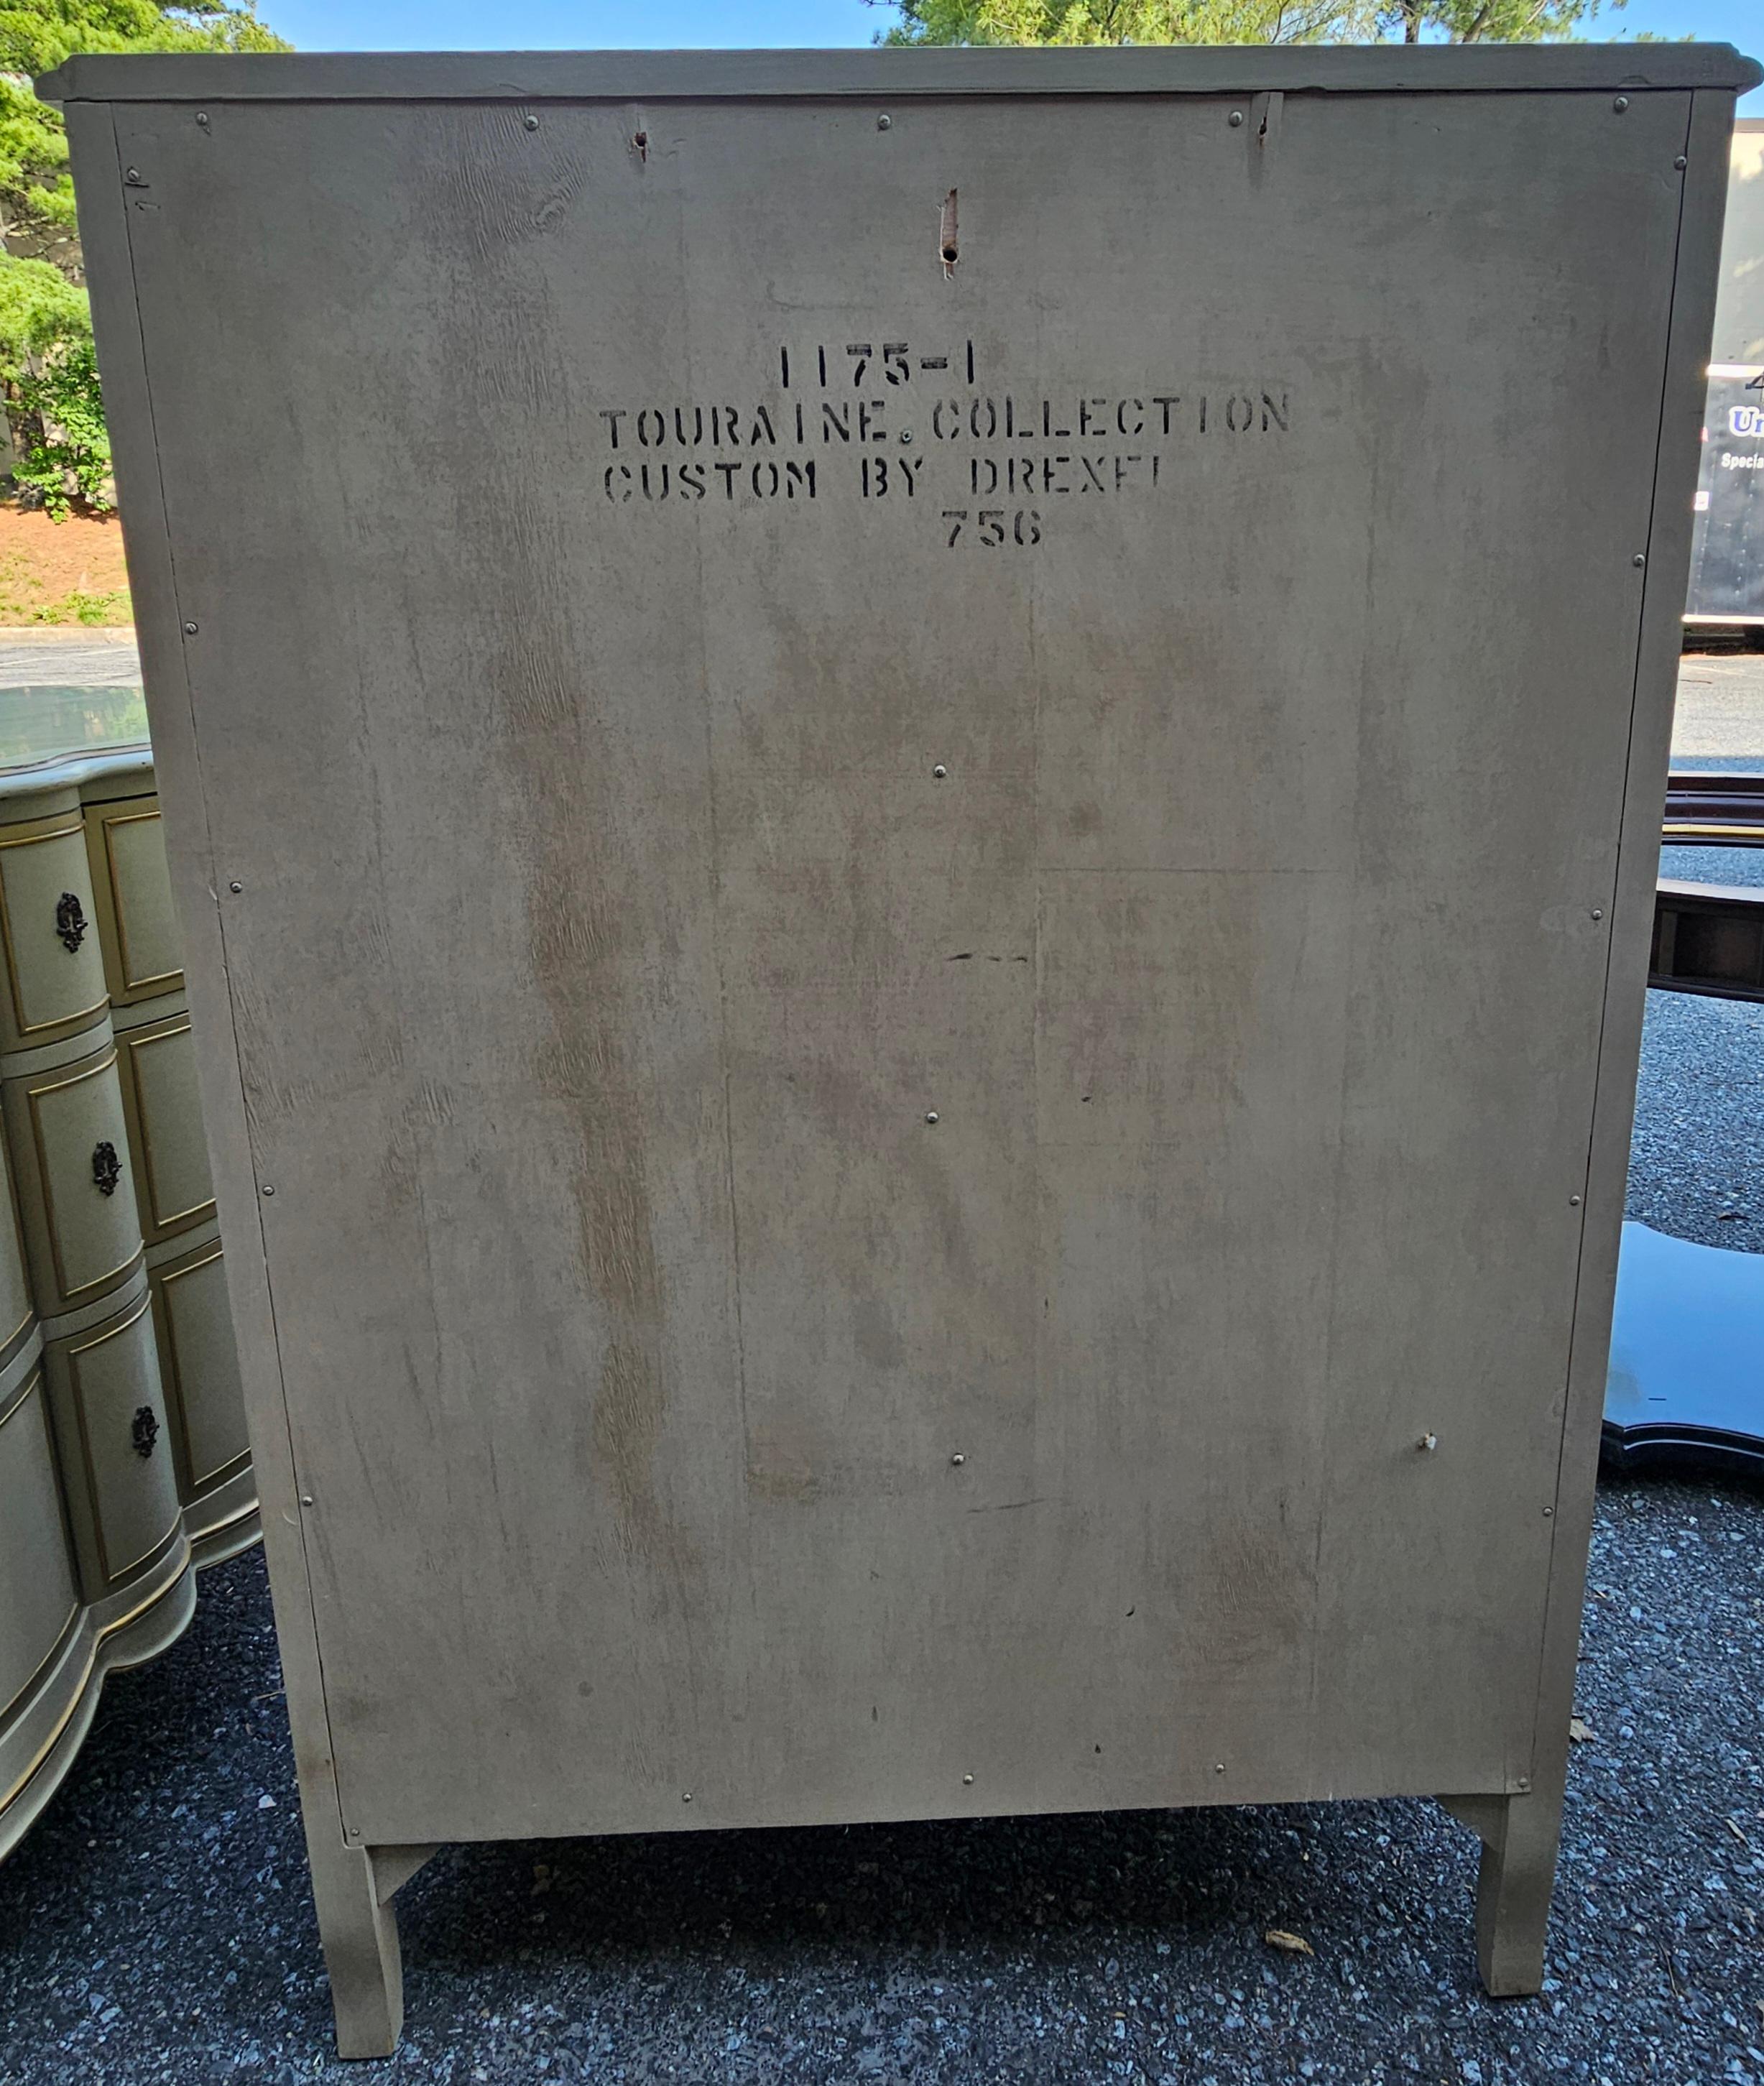 1175-1
TOURAINE COLLECTION
CUSTOM BY DREXEL
756